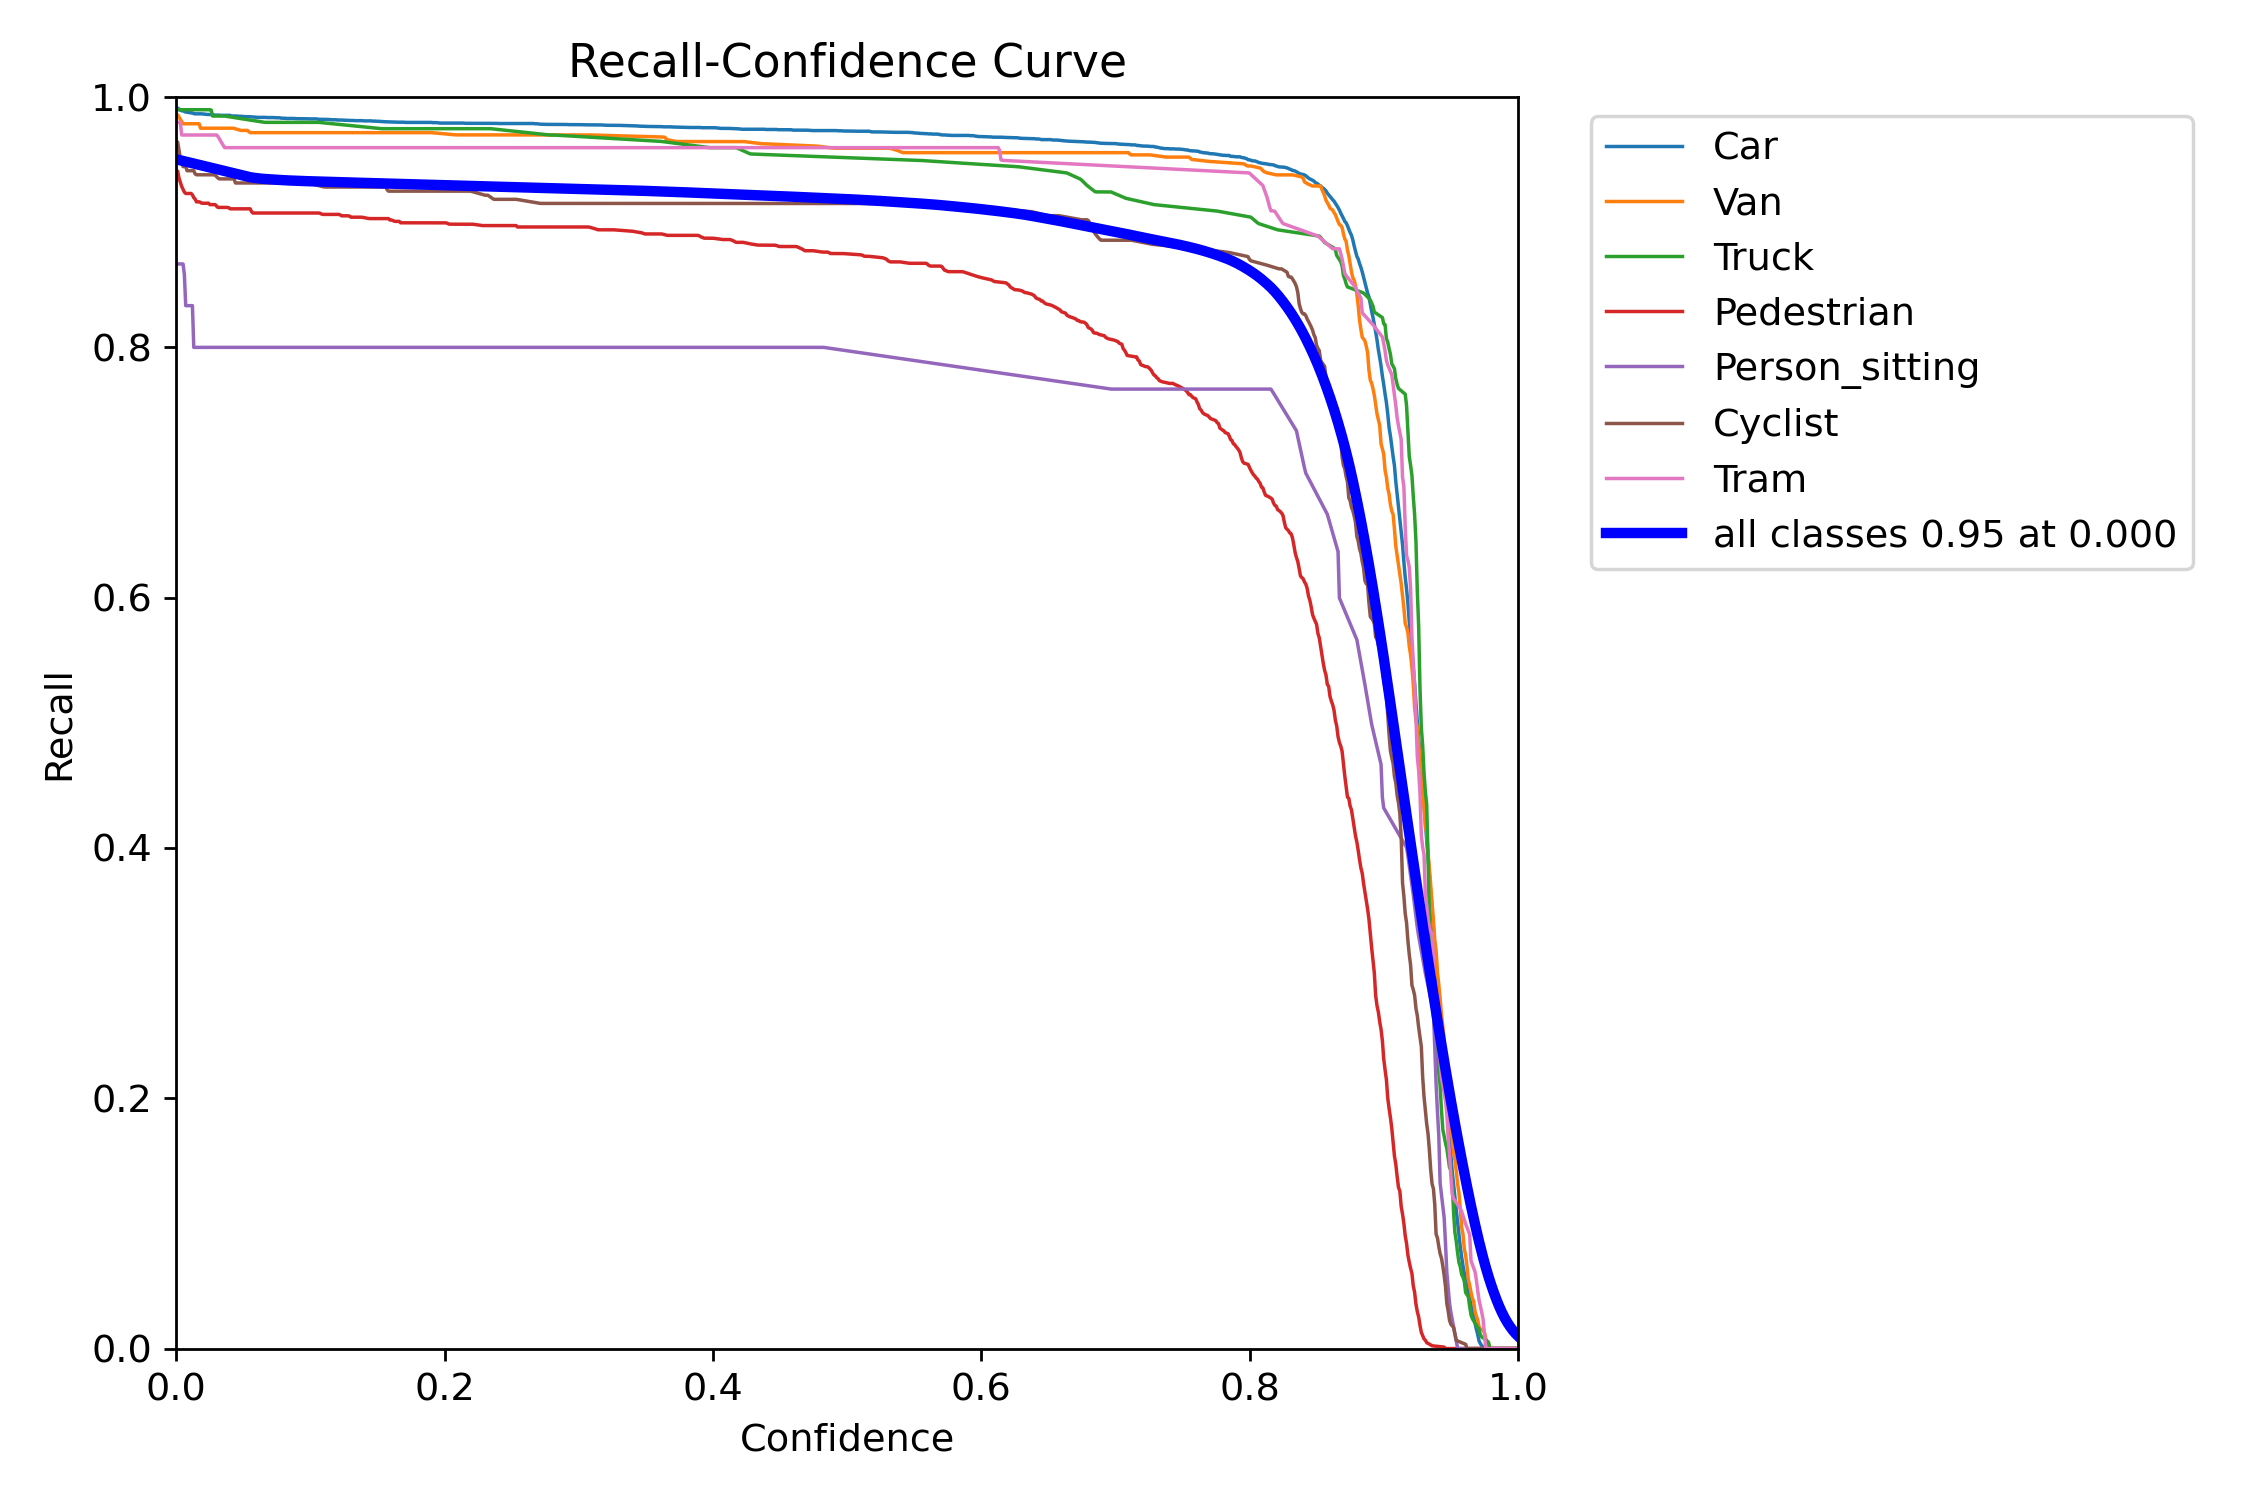 Recall-Confidence Curve
1.0
0.8
0.6
0.4
0.2
0.0
Recall
0.0 0.2 0.4 0.6 0.8 1.0
Confidence
Car
Van
Truck
Pedestrian
Person_sitting
Cyclist
Tram
all classes 0.95 at 0.000